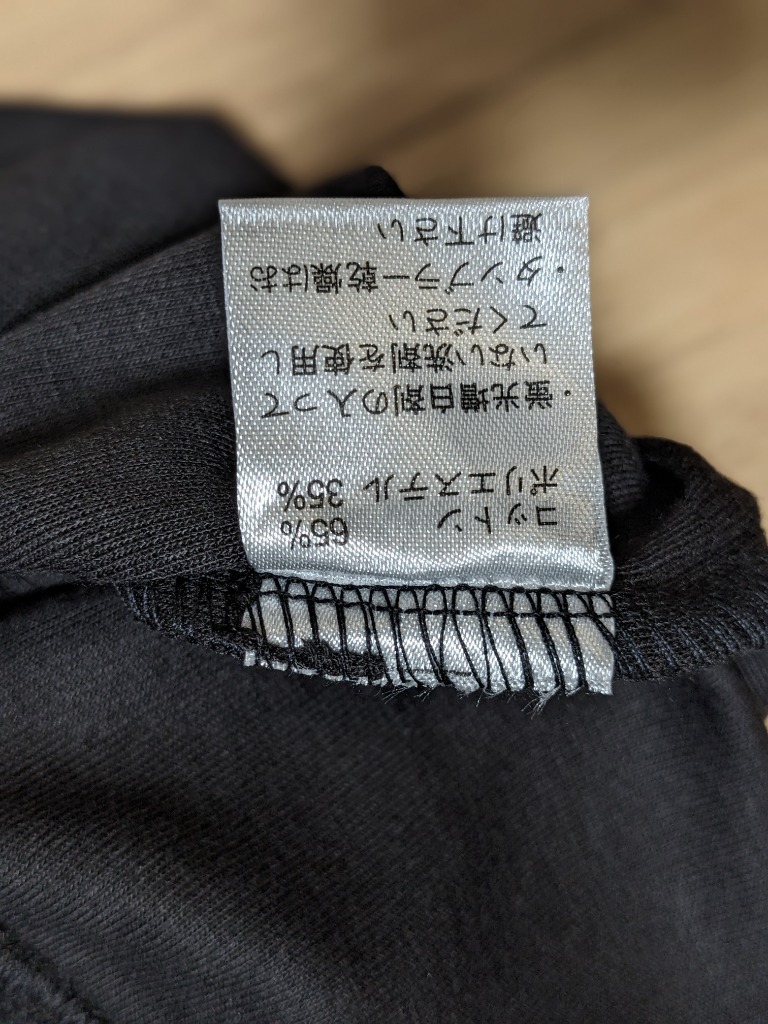 コットン 65%
ポリエステル 35%
・蛍光増白剤の入って
いない洗剤を使用し
てください
・タンブラー乾燥はお
避け下さい